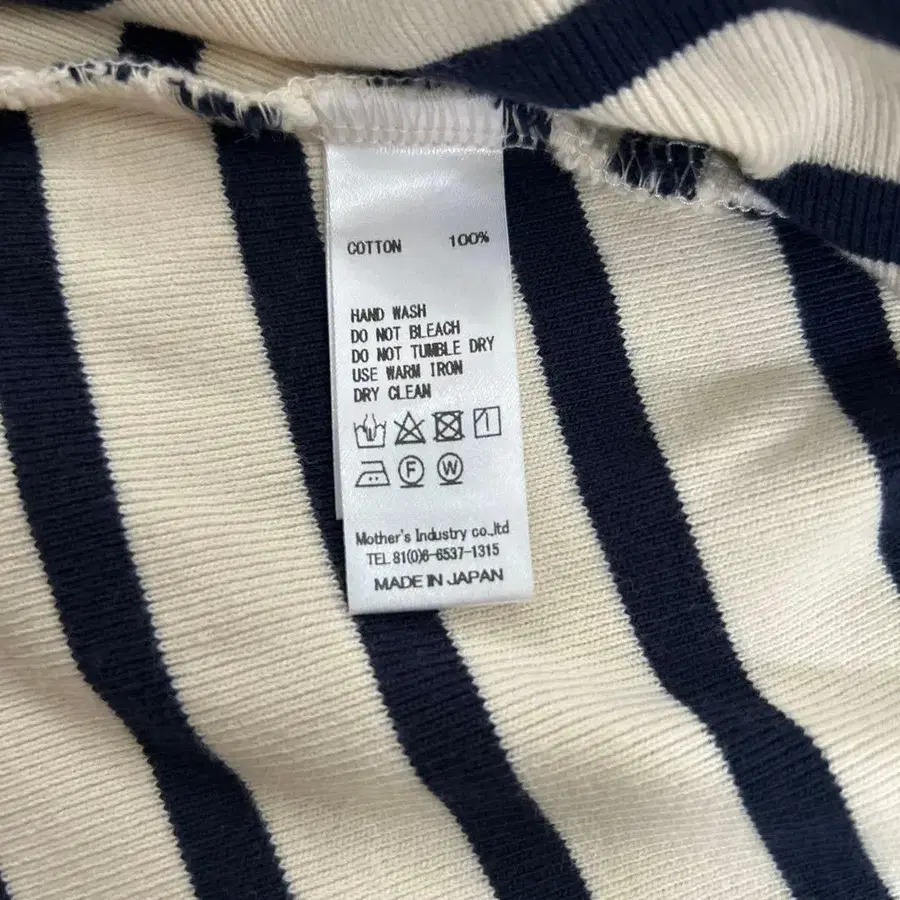 COTTON 100%
HAND WASH
DO NOT BLEACH
DO NOT TUMBLE DRY
USE WARM IRON
DRY CLEAN
F W
Mother's Industry co.,ltd
TEL 81(0)6-6537-1315
MADE IN JAPAN